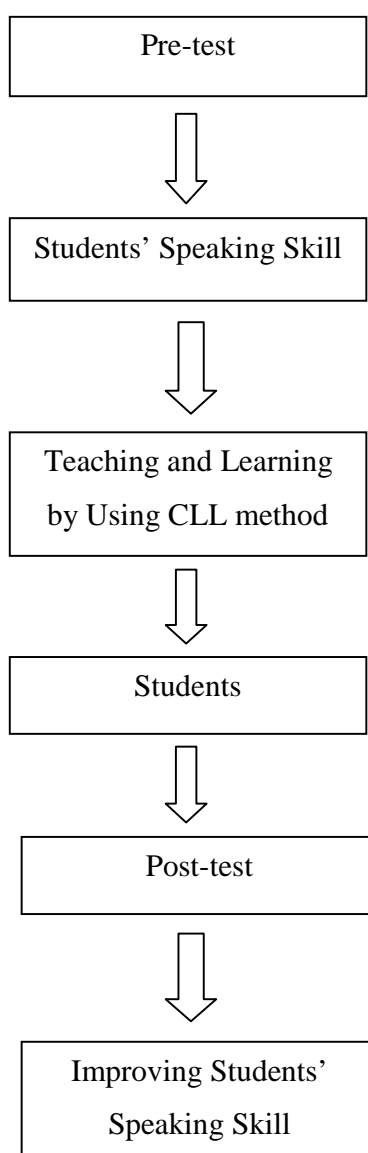 Pre-test
Students’ Speaking Skill
Teaching and Learning
by Using CLL method
Students
Post-test
Improving Students’
Speaking Skill